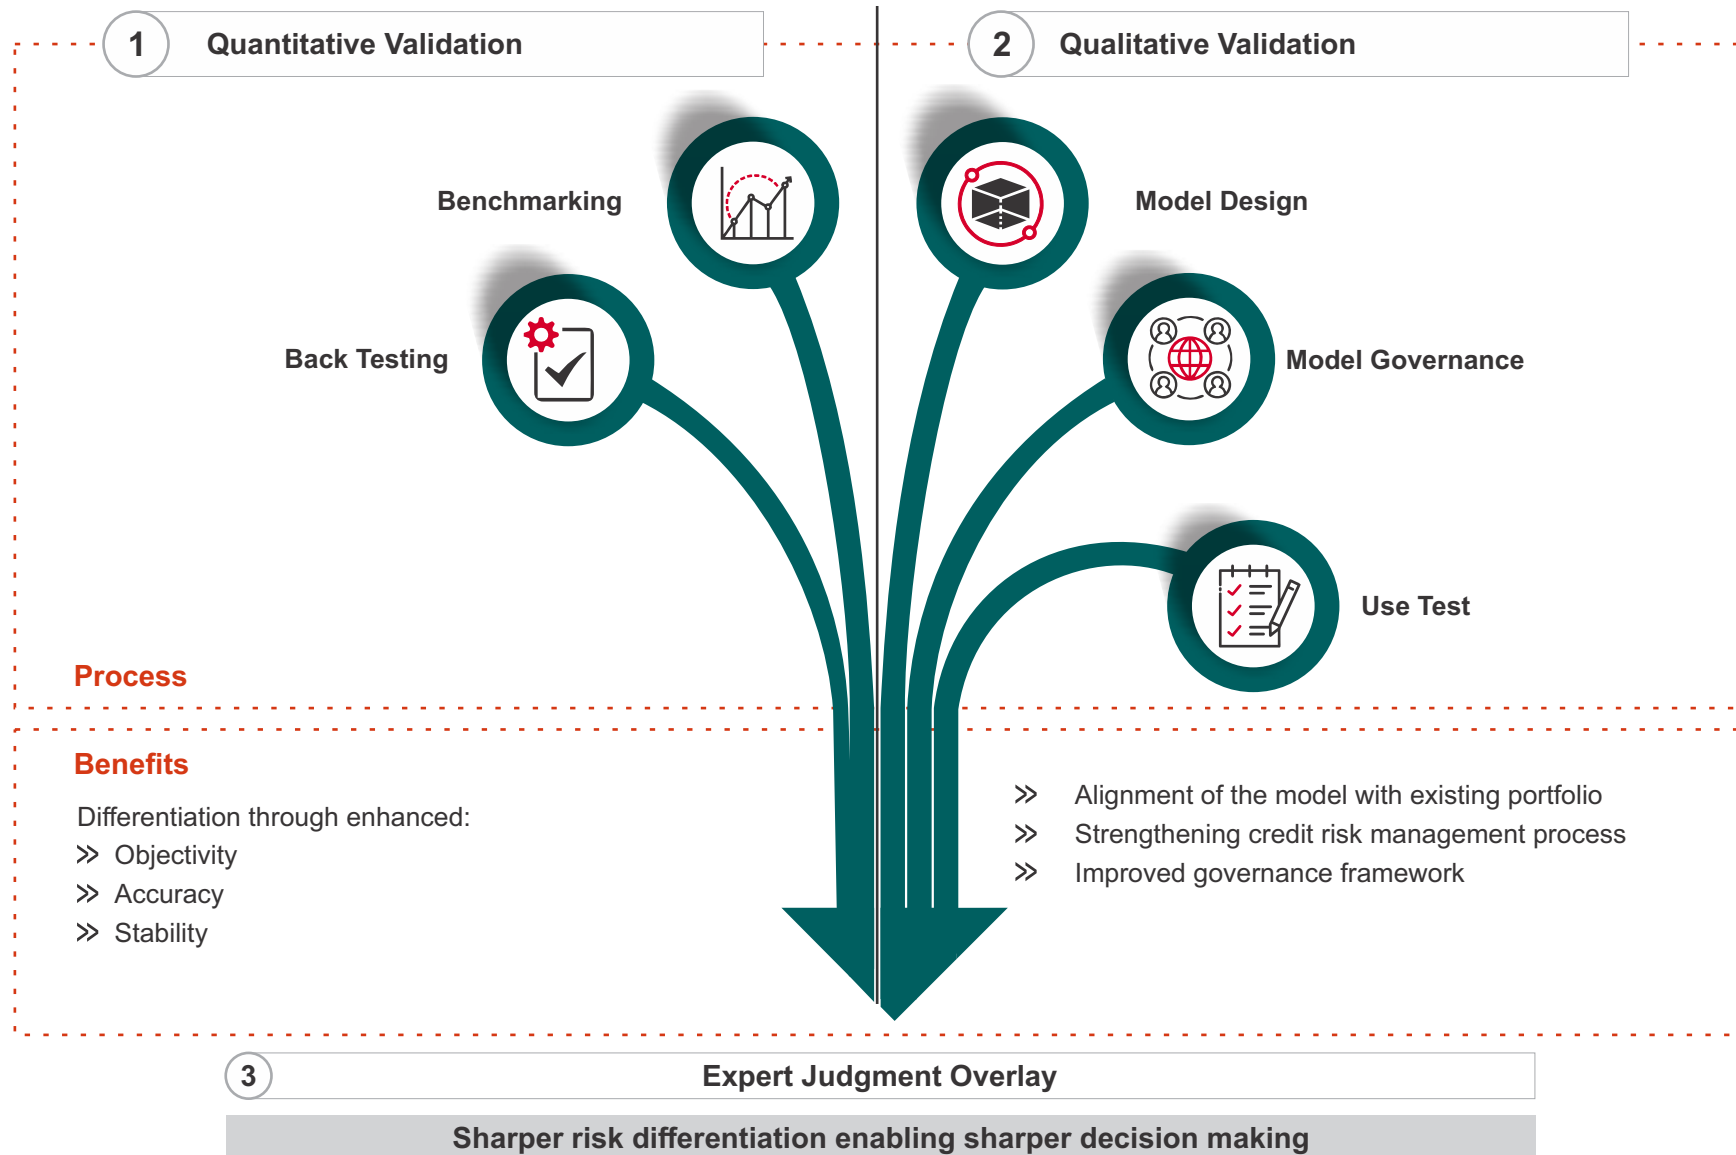 1
Quantitative Validation
2
Qualitative Validation
Benchmarking
Back Testing
Model Design
Model Governance
Use Test
Process
Benefits
Differentiation through enhanced:
Objectivity
Accuracy
Stability
Alignment of the model with existing portfolio
Strengthening credit risk management process
Improved governance framework
3
Expert Judgment Overlay
Sharper risk differentiation enabling sharper decision making